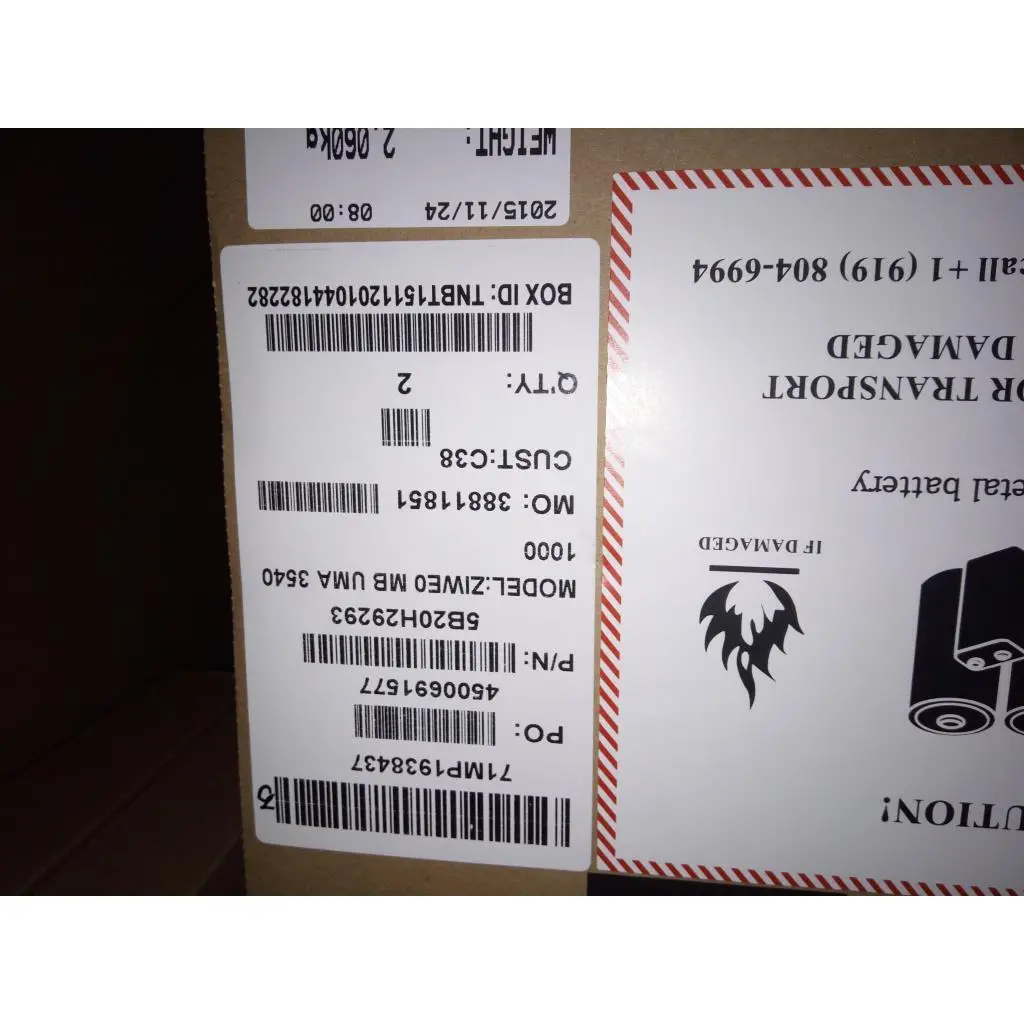 UTION!
IF DAMAGED
etal battery
OR TRANSPORT
DAMAGED
call +1 (919) 804-6994
71MP1938437
PO:
4500691577
P/N:
5B20H29293
MODEL:ZIWE0 MB UMA 3540
1000
MO: 38811851
CUST:C38
Q'TY: 2
BOX ID: TNBT15111201044182282
2015/11/24 08:00
WEIGHT: 2.060kg